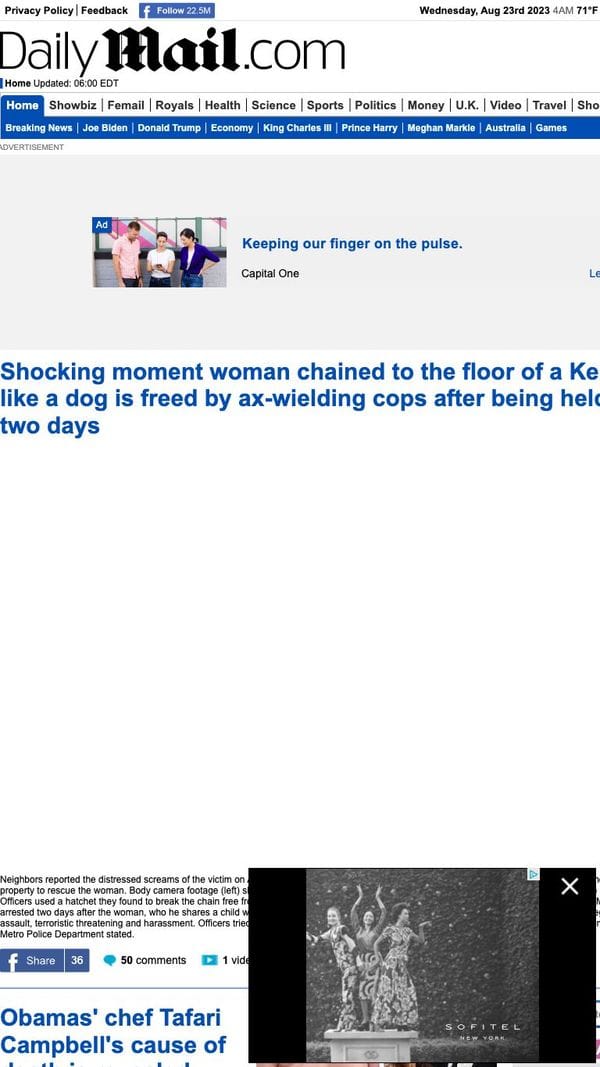 Privacy Policy | Feedback Follow 22.5M Wednesday, Aug 23rd 2023 4AM 71°F
Daily Mail.com
Home Updated: 06:00 EDT
Home Showbiz | Femail | Royals | Health | Science | Sports | Politics | Money | U.K. | Video | Travel | Sho
Breaking News | Joe Biden | Donald Trump | Economy | King Charles III | Prince Harry | Meghan Markle | Australia | Games
ADVERTISEMENT
Ad
Keeping our finger on the pulse.
Capital One Le
Shocking moment woman chained to the floor of a Ke
like a dog is freed by ax-wielding cops after being held
two days
Neighbors reported the distressed screams of the victim on
property to rescue the woman. Body camera footage (left) s
Officers used a hatchet they found to break the chain free fr
arrested two days after the woman, who he shares a child w
assault, terroristic threatening and harassment. Officers tried
Metro Police Department stated.
Share 36 50 comments 1 vide
SOFITEL
NEW YORK
Obamas' chef Tafari
Campbell's cause of